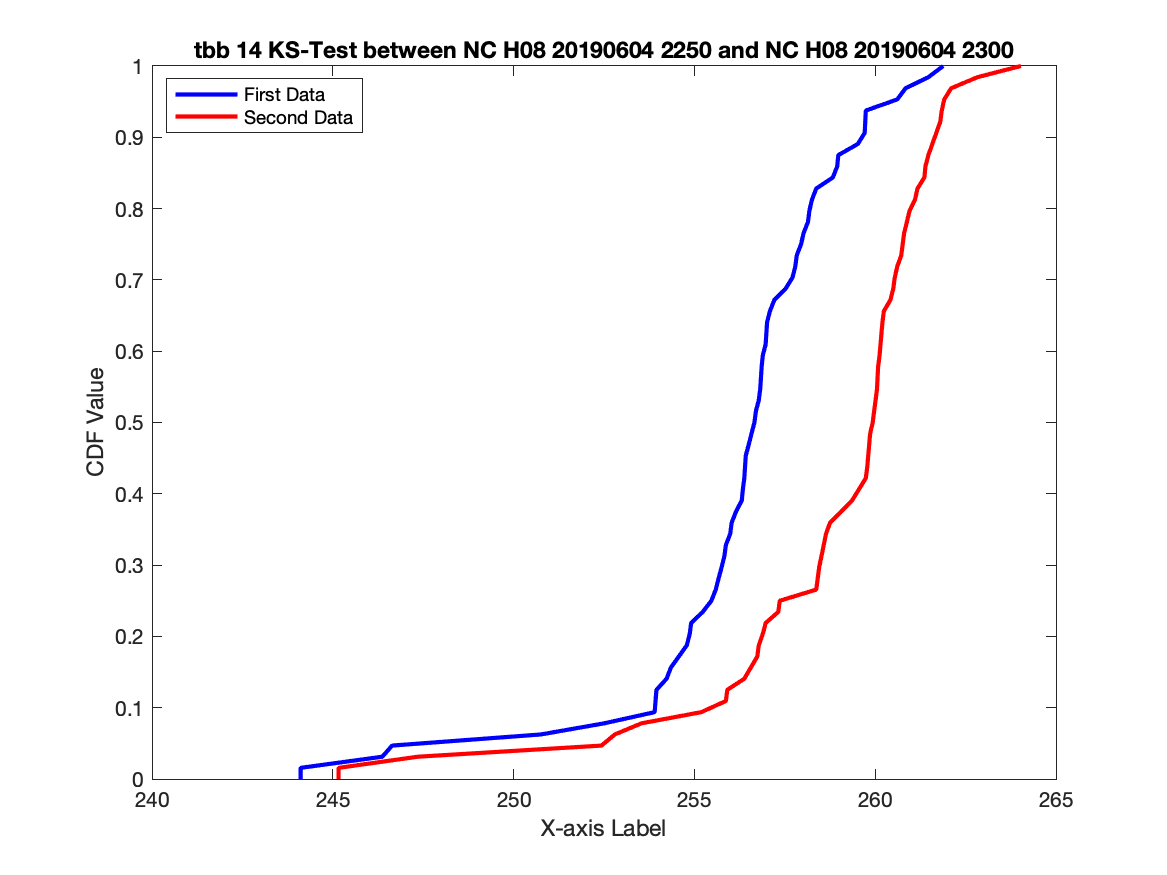 tbb 14 KS-Test between NC H08 20190604 2250 and NC H08 20190604 2300
First Data
Second Data
1
0.9
0.8
0.7
0.6
0.5
0.4
0.3
0.2
0.1
0
CDF Value
240 245 250 255 260 265
X-axis Label